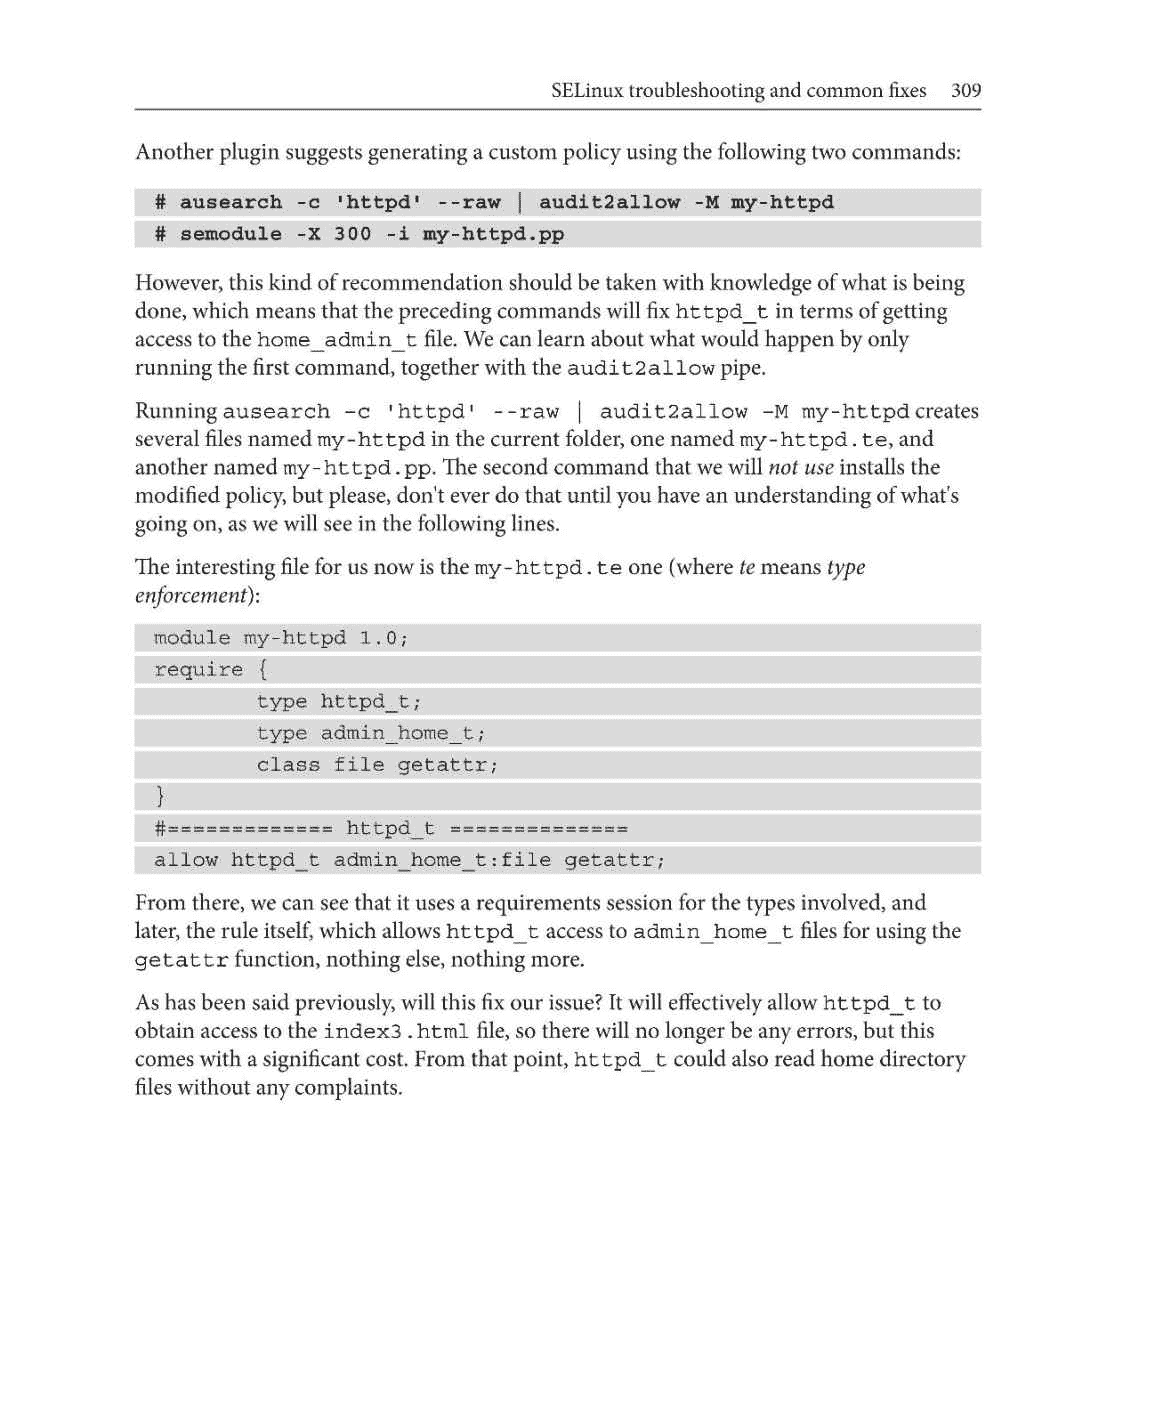 SELinux troubleshooting and common fixes 309
Another plugin suggests generating a custom policy using the following two commands:
# ausearch -c 'httpd' --raw | audit2allow -M my-httpd
# semodule -X 300 -i my-httpd.pp
However, this kind of recommendation should be taken with knowledge of what is being
done, which means that the preceding commands will fix httpd_t in terms of getting
access to the home_admin_t file. We can learn about what would happen by only
running the first command, together with the audit2allow pipe.
Running ausearch –c 'httpd' --raw | audit2allow –M my-httpd creates
several files named my-httpd in the current folder, one named my-httpd.te, and
another named my-httpd.pp. The second command that we will not use installs the
modified policy, but please, don't ever do that until you have an understanding of what's
going on, as we will see in the following lines.
The interesting file for us now is the my-httpd.te one (where te means type
enforcement):
module my-httpd 1.0;
require {
type httpd_t;
type admin_home_t;
class file getattr;
}
#============= httpd_t ==============
allow httpd_t admin_home_t:file getattr;
From there, we can see that it uses a requirements session for the types involved, and
later, the rule itself, which allows httpd_t access to admin_home_t files for using the
getattr function, nothing else, nothing more.
As has been said previously, will this fix our issue? It will effectively allow httpd_t to
obtain access to the index3.html file, so there will no longer be any errors, but this
comes with a significant cost. From that point, httpd_t could also read home directory
files without any complaints.